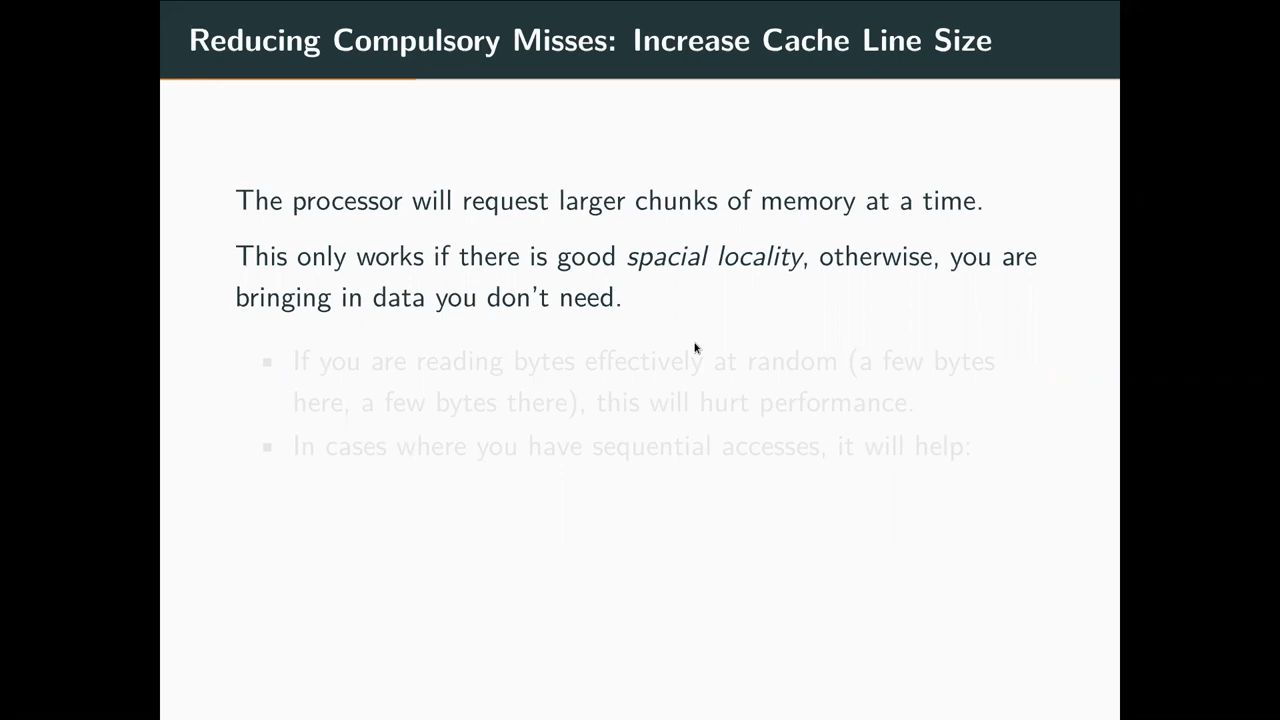 Reducing Compulsory Misses: Increase Cache Line Size
The processor will request larger chunks of memory at a time.
This only works if there is good spacial locality, otherwise, you are
bringing in data you don't need.
▪ If you are reading bytes effectively at random (a few bytes
here, a few bytes there), this will hurt performance.
▪ In cases where you have sequential accesses, it will help: